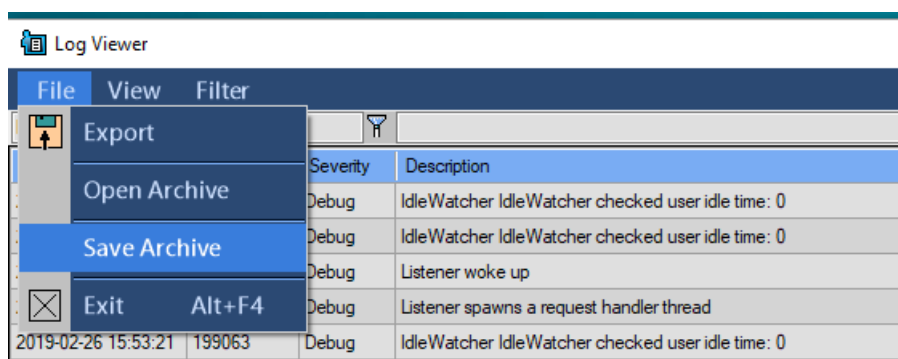 Log Viewer
File View Filter
Export
Severity Description
Open Archive
Debug IdleWatcher IdleWatcher checked user idle time: 0
Save Archive
Debug IdleWatcher IdleWatcher checked user idle time: 0
Debug Listener woke up
Exit Alt+F4
Debug Listener spawns a request handler thread
2019-02-26 15:53:21 199063 Debug IdleWatcher IdleWatcher checked user idle time: 0